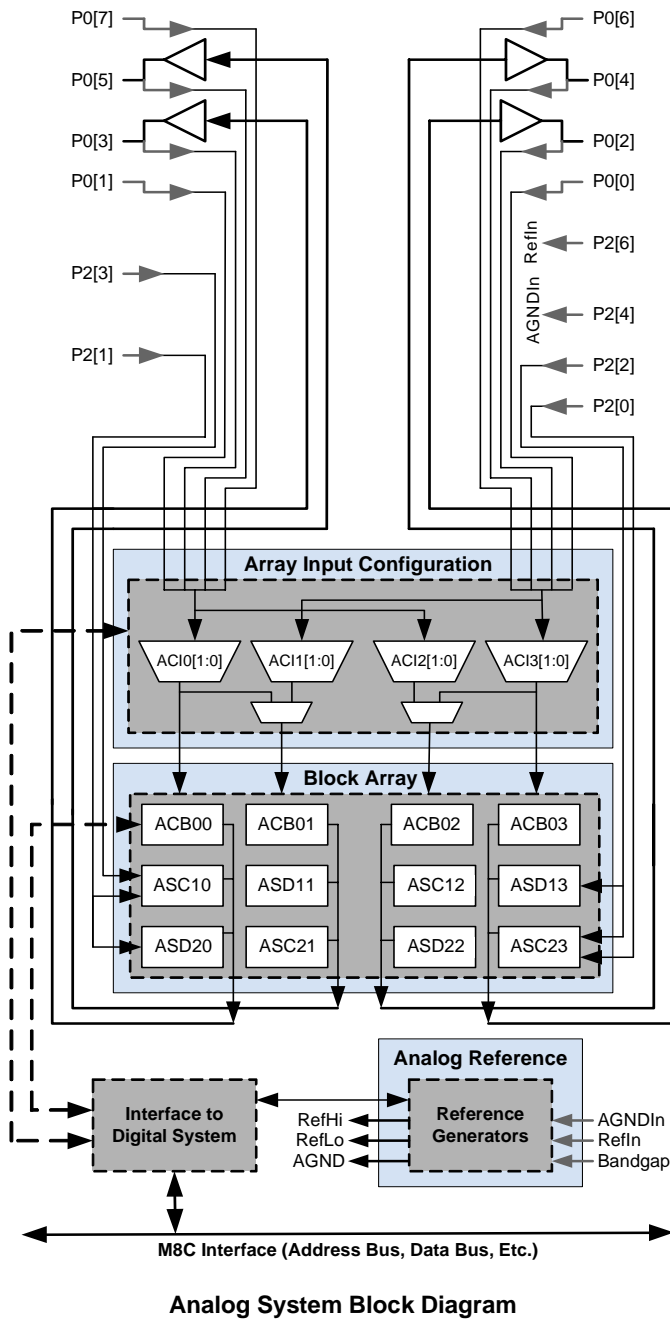 P0[7]
P0[6]
P0[5]
P0[4]
P0[3]
P0[2]
P0[1]
P0[0]
P2[6]
RefIn
P2[3]
AGNDIn
P2[4]
P2[1]
P2[2]
P2[0]
Array Input Configuration
ACI0[1:0]
ACI1[1:0]
ACI2[1:0]
ACI3[1:0]
Block Array
ACB00
ACB01
ACB02
ACB03
ASC10
ASD11
ASC12
ASD13
ASD20
ASC21
ASD22
ASC23
Analog Reference
Interface to
Digital System
RefHi
RefLo
AGND
Reference
Generators
AGNDIn
RefIn
Bandgap
M8C Interface (Address Bus, Data Bus, Etc.)
Analog System Block Diagram